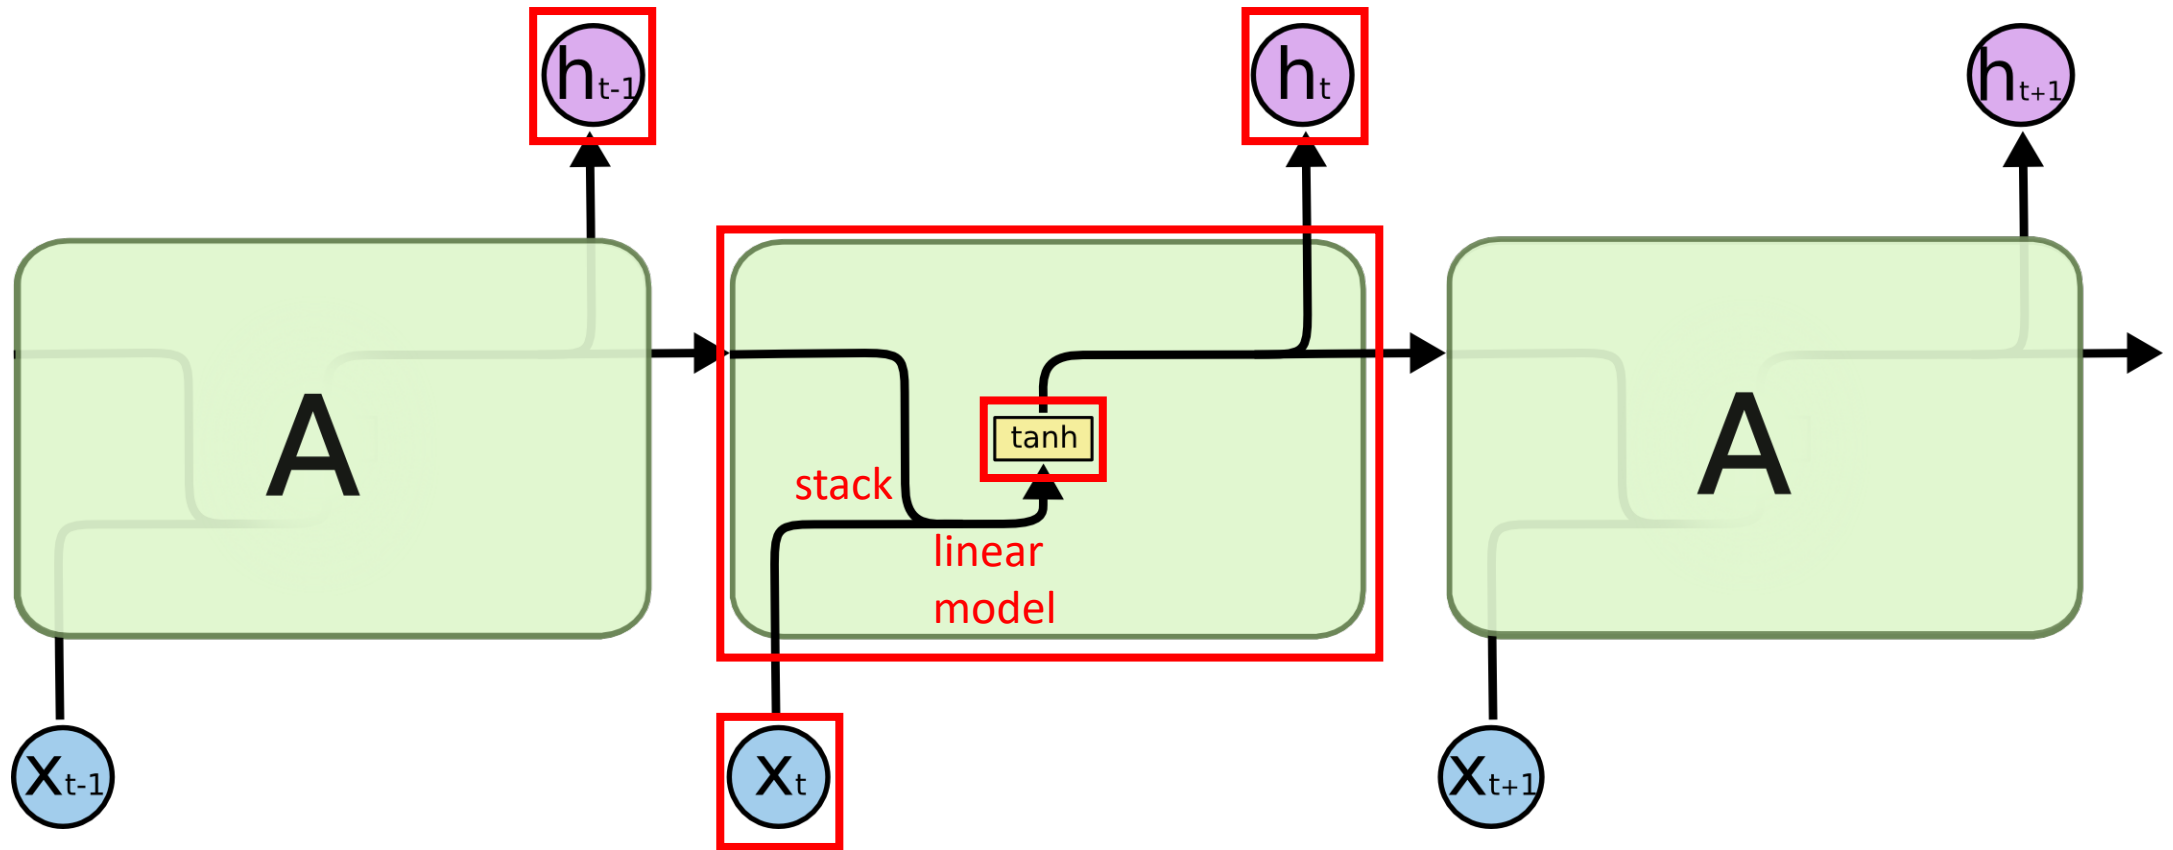 ht-1
ht
ht+1
A
tanh
A
stack
linear
model
xt-1
xt
xt+1